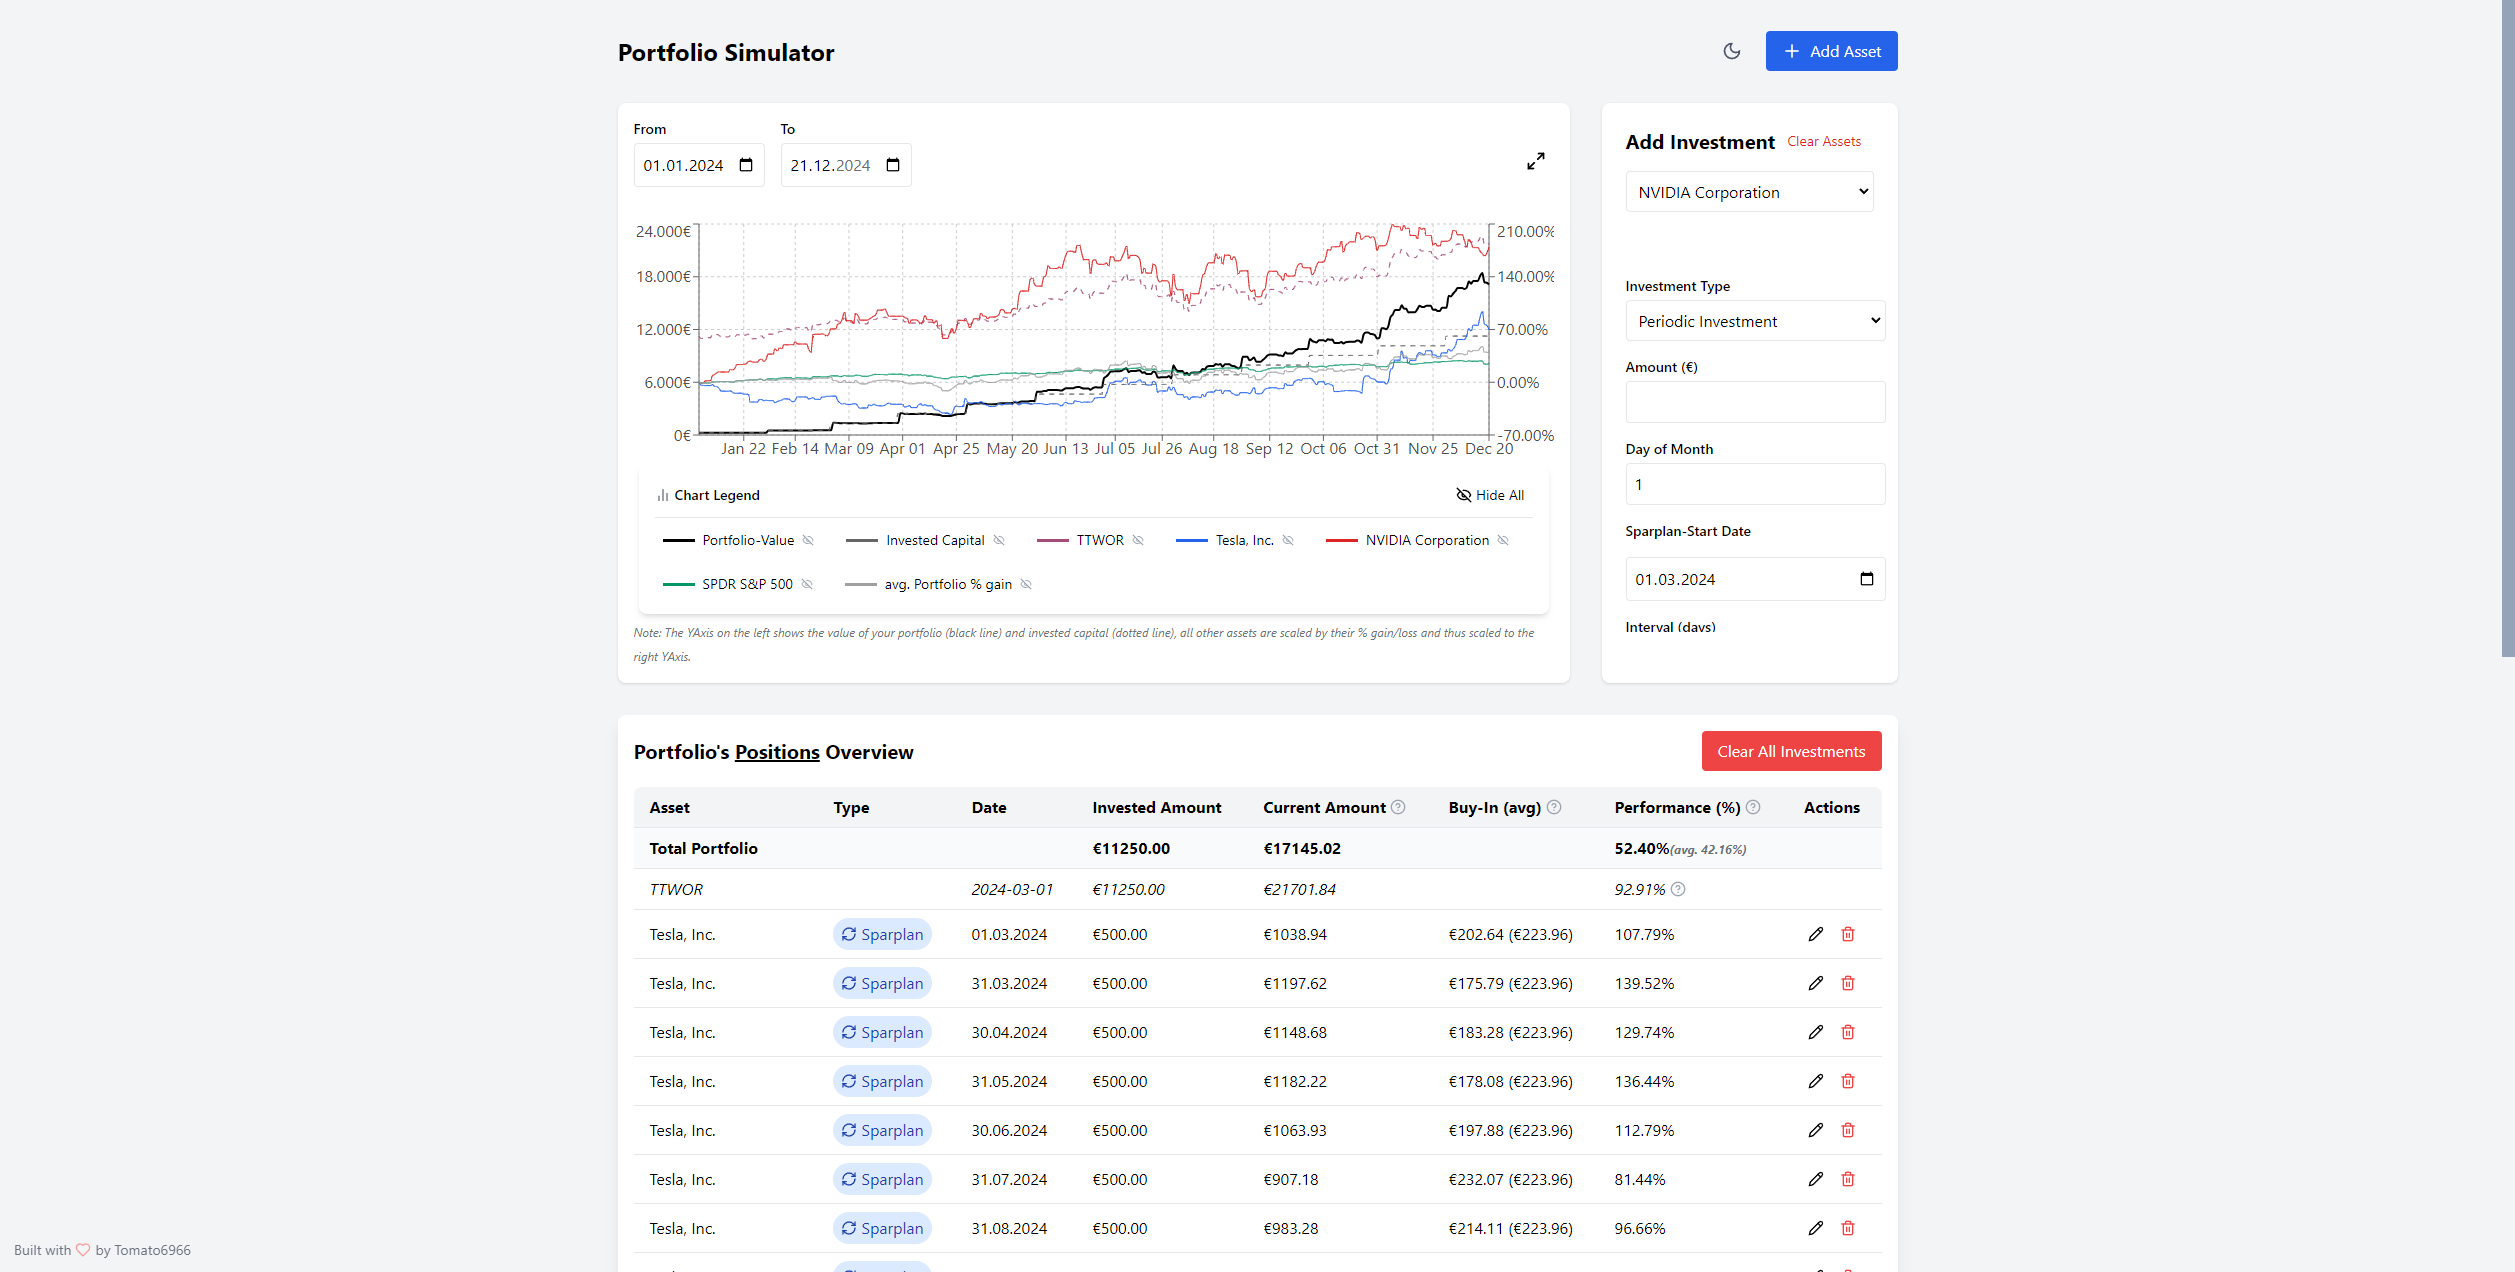 Portfolio Simulator
Add Asset
From
To
01.01.2024
21.12.2024
Add Investment Clear Assets
NVIDIA Corporation
24.000€
18.000€
12.000€
6.000€
0€
210.00%
140.00%
70.00%
0.00%
-70.00%
Jan 22 Feb 14 Mar 09 Apr 01 Apr 25 May 20 Jun 13 Jul 05 Jul 26 Aug 18 Sep 12 Oct 06 Oct 31 Nov 25 Dec 20
Chart Legend
Hide All
Portfolio-Value Invested Capital TTWOR Tesla, Inc. NVIDIA Corporation
SPDR S&P 500 avg. Portfolio % gain
Note: The YAxis on the left shows the value of your portfolio (black line) and invested capital (dotted line), all other assets are scaled by their % gain/loss and thus scaled to the
right YAxis.
Investment Type
Periodic Investment
Amount (€)
Day of Month
1
Sparplan-Start Date
01.03.2024
Interval (days)
Portfolio's Positions Overview
Clear All Investments
Asset Type Date Invested Amount Current Amount Buy-In (avg) Performance (%) Actions
Total Portfolio €11250.00 €17145.02 52.40%(avg. 42.16%)
TTWOR 2024-03-01 €11250.00 €21701.84 92.91%
Tesla, Inc. Sparplan 01.03.2024 €500.00 €1038.94 €202.64 (€223.96) 107.79%
Tesla, Inc. Sparplan 31.03.2024 €500.00 €1197.62 €175.79 (€223.96) 139.52%
Tesla, Inc. Sparplan 30.04.2024 €500.00 €1148.68 €183.28 (€223.96) 129.74%
Tesla, Inc. Sparplan 31.05.2024 €500.00 €1182.22 €178.08 (€223.96) 136.44%
Tesla, Inc. Sparplan 30.06.2024 €500.00 €1063.93 €197.88 (€223.96) 112.79%
Tesla, Inc. Sparplan 31.07.2024 €500.00 €907.18 €232.07 (€223.96) 81.44%
Tesla, Inc. Sparplan 31.08.2024 €500.00 €983.28 €214.11 (€223.96) 96.66%
Built with by Tomato6966